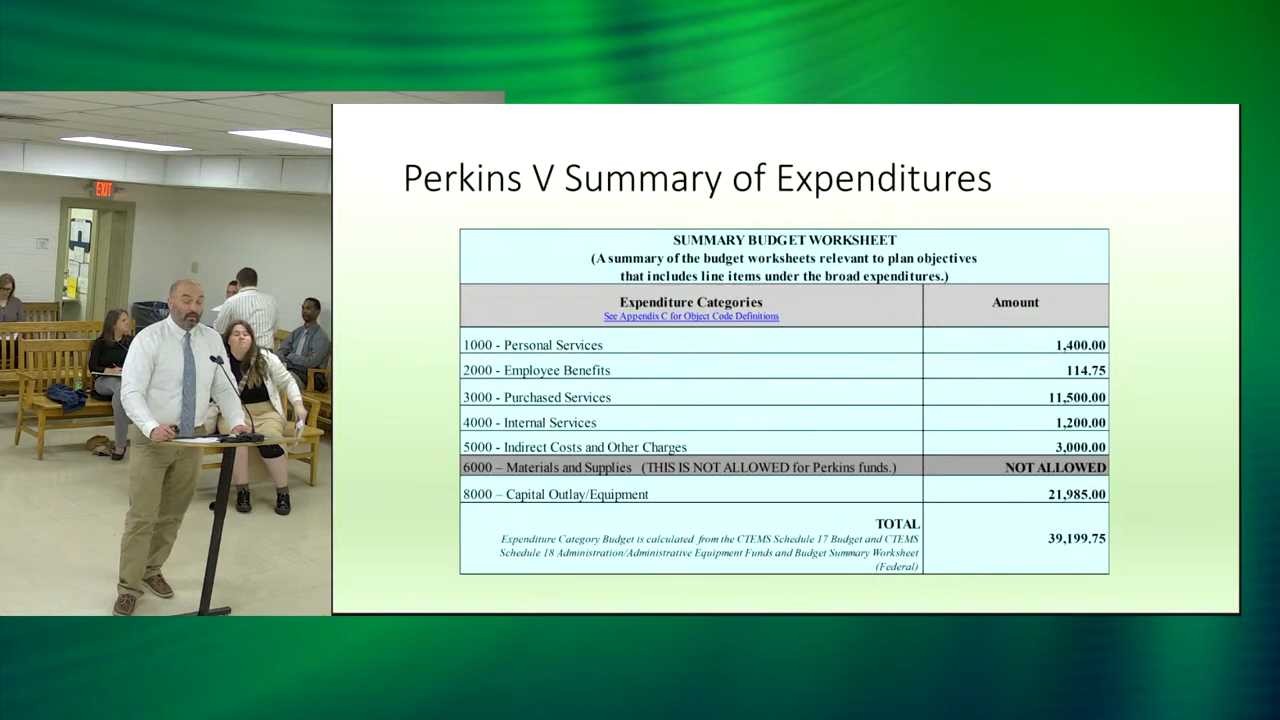 EXIT
Perkins V Summary of Expenditures
SUMMARY BUDGET WORKSHEET
(A summary of the budget worksheets relevant to plan objectives
that includes line items under the broad expenditures.)
Expenditure Categories
See Appendix C for Object Code Definitions
Amount
1000 - Personal Services 1,400.00
2000 - Employee Benefits 114.75
3000 - Purchased Services 11,500.00
4000 - Internal Services 1,200.00
5000 - Indirect Costs and Other Charges 3,000.00
6000 – Materials and Supplies (THIS IS NOT ALLOWED for Perkins funds.) NOT ALLOWED
8000 – Capital Outlay/Equipment 21,985.00
TOTAL
Expenditure Category Budget is calculated from the CTEMS Schedule 17 Budget and CTEMS
Schedule 18 Administration/Administrative Equipment Funds and Budget Summary Worksheet
(Federal)
39,199.75